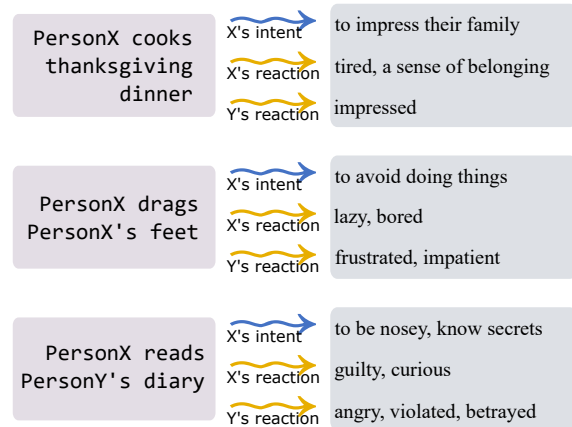 PersonX cooks
thanksgiving
dinner
X's intent
to impress their family
X's reaction
tired, a sense of belonging
Y's reaction
impressed
PersonX drags
PersonX's feet
X's intent
to avoid doing things
X's reaction
lazy, bored
Y's reaction
frustrated, impatient
PersonX reads
PersonY's diary
X's intent
to be nosey, know secrets
X's reaction
guilty, curious
Y's reaction
angry, violated, betrayed